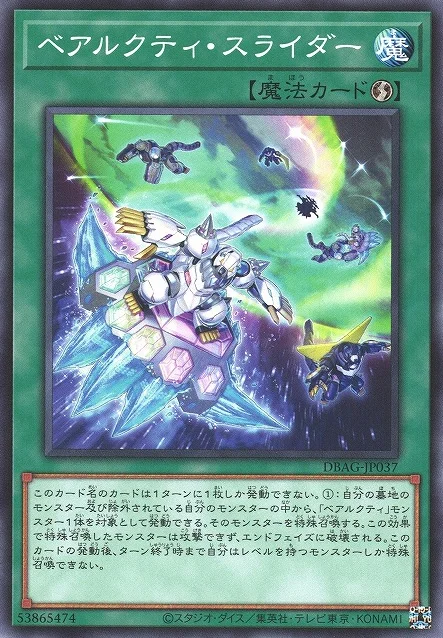 ベアルクティ・スライダー
魔
【魔法カード】
DBAG-JP037
このカード名のカードは1ターンに1枚しか発動できない。①：自分の墓地の
モンスター及び除外されている自分のモンスターの中から、「ベアルクティ」モン
スター1体を対象として発動できる。そのモンスターを特殊召喚する。この効果
で特殊召喚したモンスターは攻撃できず、エンドフェイズに破壊される。この
カードの発動後、ターン終了時まで自分はレベルを持つモンスターしか特殊
召喚できない。
53865474
©スタジオ・ダイス／集英社・テレビ東京・KONAMI